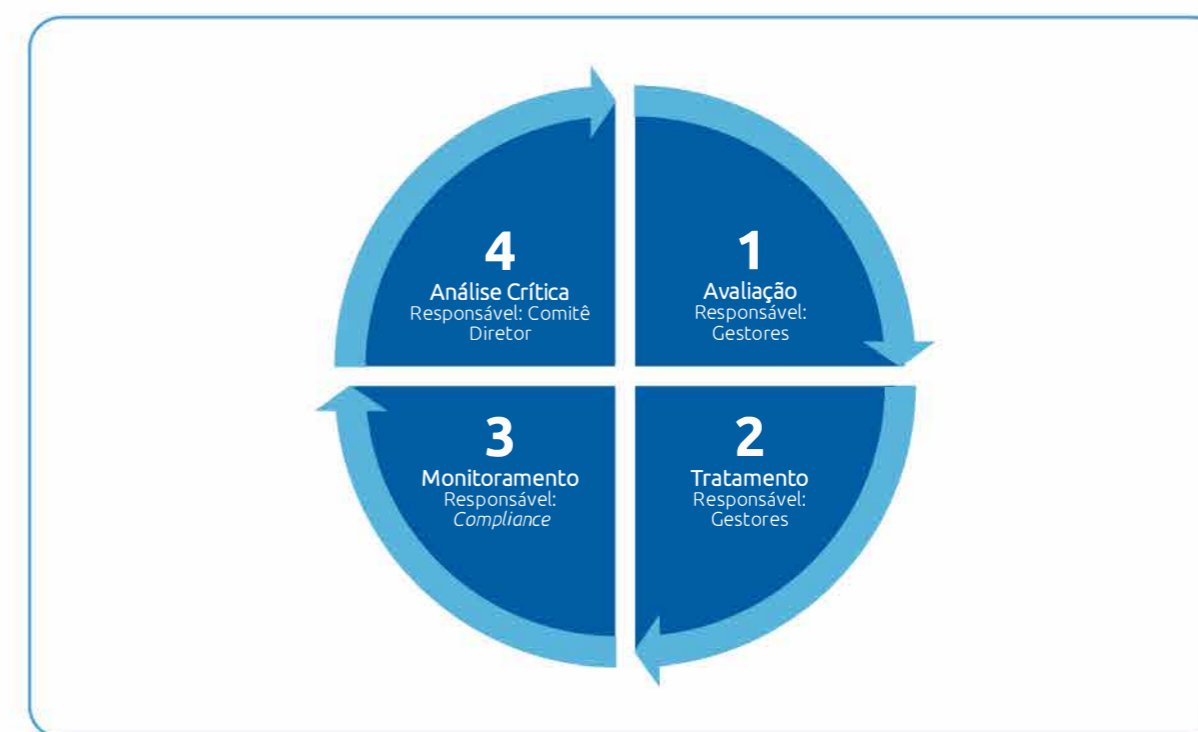 4
Análise Crítica
Responsável: Comitê
Diretor
1
Avaliação
Responsável:
Gestores
3
Monitoramento
Responsável:
Compliance
2
Tratamento
Responsável:
Gestores